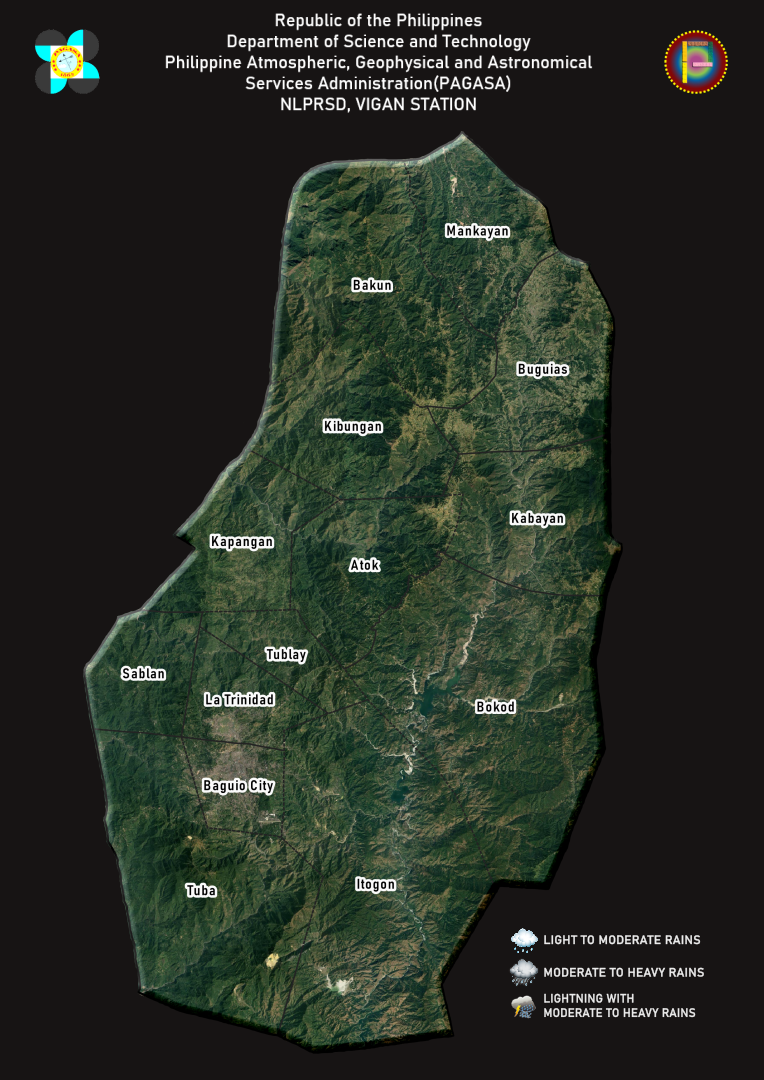 Republic of the Philippines
Department of Science and Technology
Philippine Atmospheric, Geophysical and Astronomical
Services Administration(PAGASA)
NLPRSD, VIGAN STATION
PAGASA
Mankayan
Bakun
Buguias
Kibungan
Kabayan
Kapangan
Atok
Tublay
Sablan
La Trinidad
Bokod
Baguio City
Itogon
Tuba
LIGHT TO MODERATE RAINS
MODERATE TO HEAVY RAINS
LIGHTNING WITH
MODERATE TO HEAVY RAINS